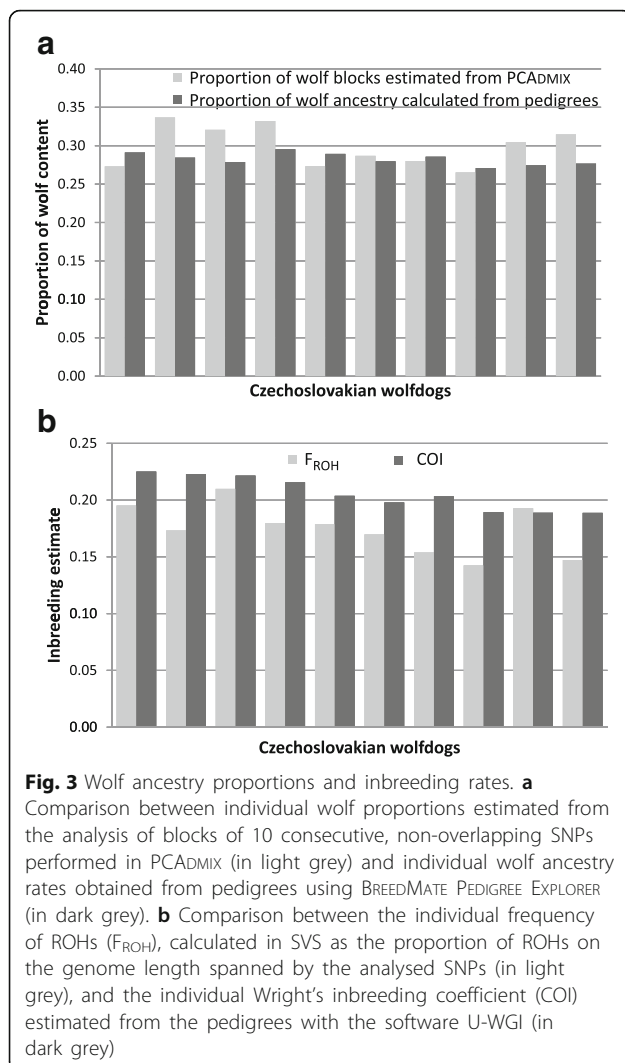 a
0.40
Proportion of wolf blocks estimated from PCADMIX
0.35
Proportion of wolf ancestry calculated from pedigrees
0.30
0.25
0.20
0.15
0.10
0.05
0.00
Proportion of wolf content
Czechoslovakian wolfdogs
b
0.25
FROH COI
0.20
0.15
0.10
0.05
0.00
Inbreeding estimate
Czechoslovakian wolfdogs
Fig. 3 Wolf ancestry proportions and inbreeding rates. a
Comparison between individual wolf proportions estimated from
the analysis of blocks of 10 consecutive, non-overlapping SNPs
performed in PCADMIX (in light grey) and individual wolf ancestry
rates obtained from pedigrees using BREEDMATE PEDIGREE EXPLORER
(in dark grey). b Comparison between the individual frequency
of ROHs (FROH), calculated in SVS as the proportion of ROHs on
the genome length spanned by the analysed SNPs (in light
grey), and the individual Wright's inbreeding coefficient (COI)
estimated from the pedigrees with the software U-WGI (in
dark grey)